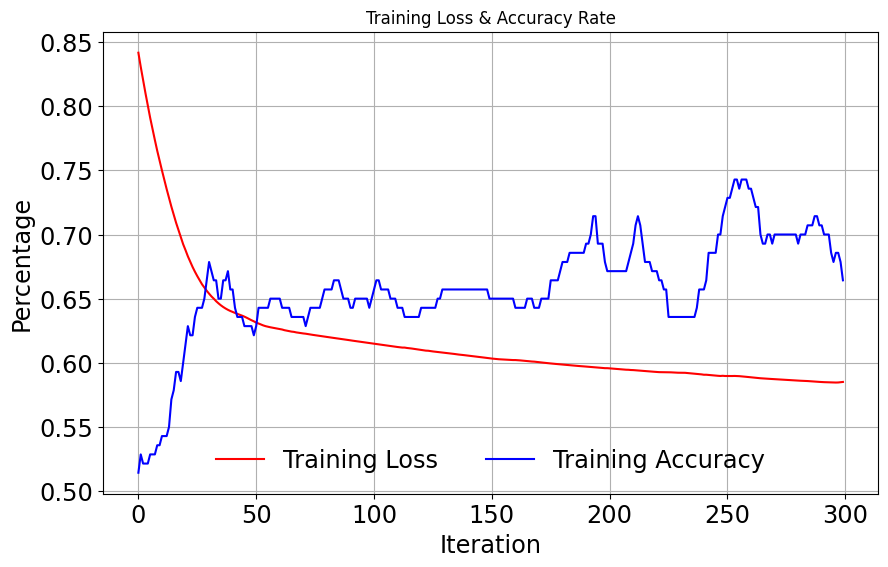 Training Loss & Accuracy Rate
0.85
0.80
0.75
0.70
0.65
0.60
0.55
0.50
Percentage
Training Loss
Training Accuracy
0 50 100 150 200 250 300
Iteration